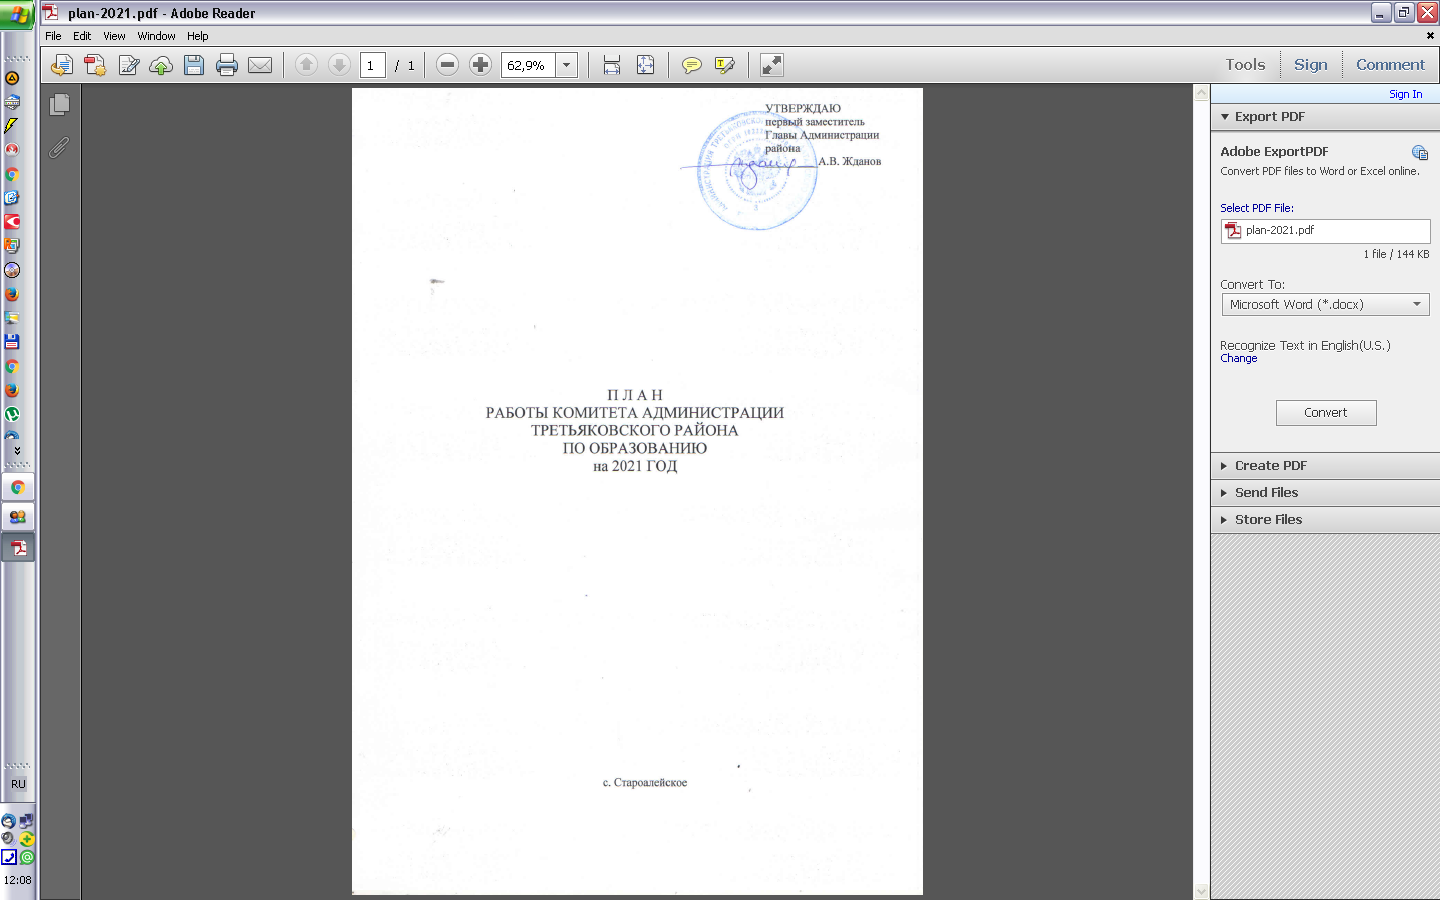 plan-2021.pdf - Adobe Reader
File Edit View Window Help
1 / 1 62,9% Tools Sign Comment
Sign In
Export PDF
Adobe ExportPDF
Convert PDF files to Word or Excel online.
Select PDF File:
plan-2021.pdf
1 file / 144 KB
Convert To:
Microsoft Word (*.docx)
Recognize Text in English(U.S.)
Change
Convert
Create PDF
Send Files
Store Files
УТВЕРЖДАЮ
первый заместитель
Главы Администрации
района
А.В. Жданов
П Л А Н
РАБОТЫ КОМИТЕТА АДМИНИСТРАЦИИ
ТРЕТЬЯКОВСКОГО РАЙОНА
ПО ОБРАЗОВАНИЮ
на 2021 ГОД
с. Староалейское
RU
12:08